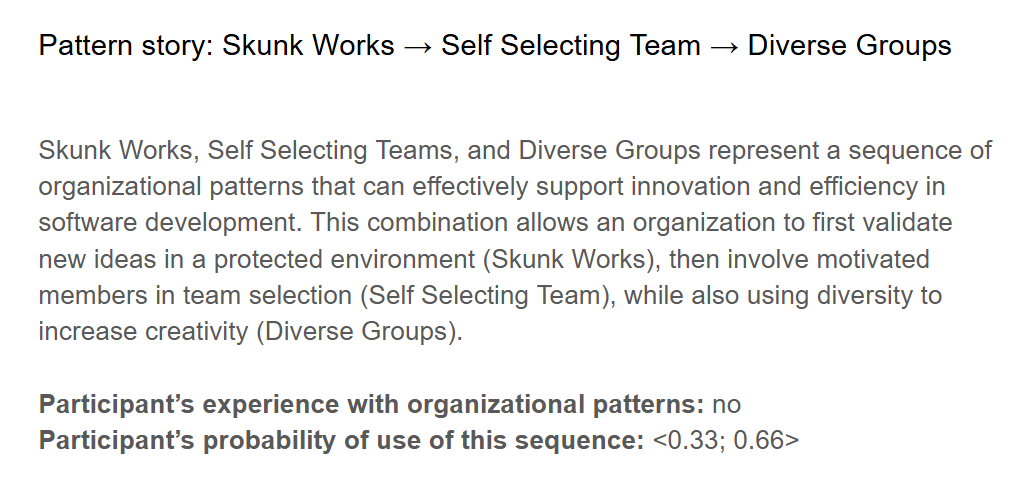 Pattern story: Skunk Works → Self Selecting Team → Diverse Groups
Skunk Works, Self Selecting Teams, and Diverse Groups represent a sequence of
organizational patterns that can effectively support innovation and efficiency in
software development. This combination allows an organization to first validate
new ideas in a protected environment (Skunk Works), then involve motivated
members in team selection (Self Selecting Team), while also using diversity to
increase creativity (Diverse Groups).
Participant’s experience with organizational patterns: no
Participant’s probability of use of this sequence: <0.33; 0.66>